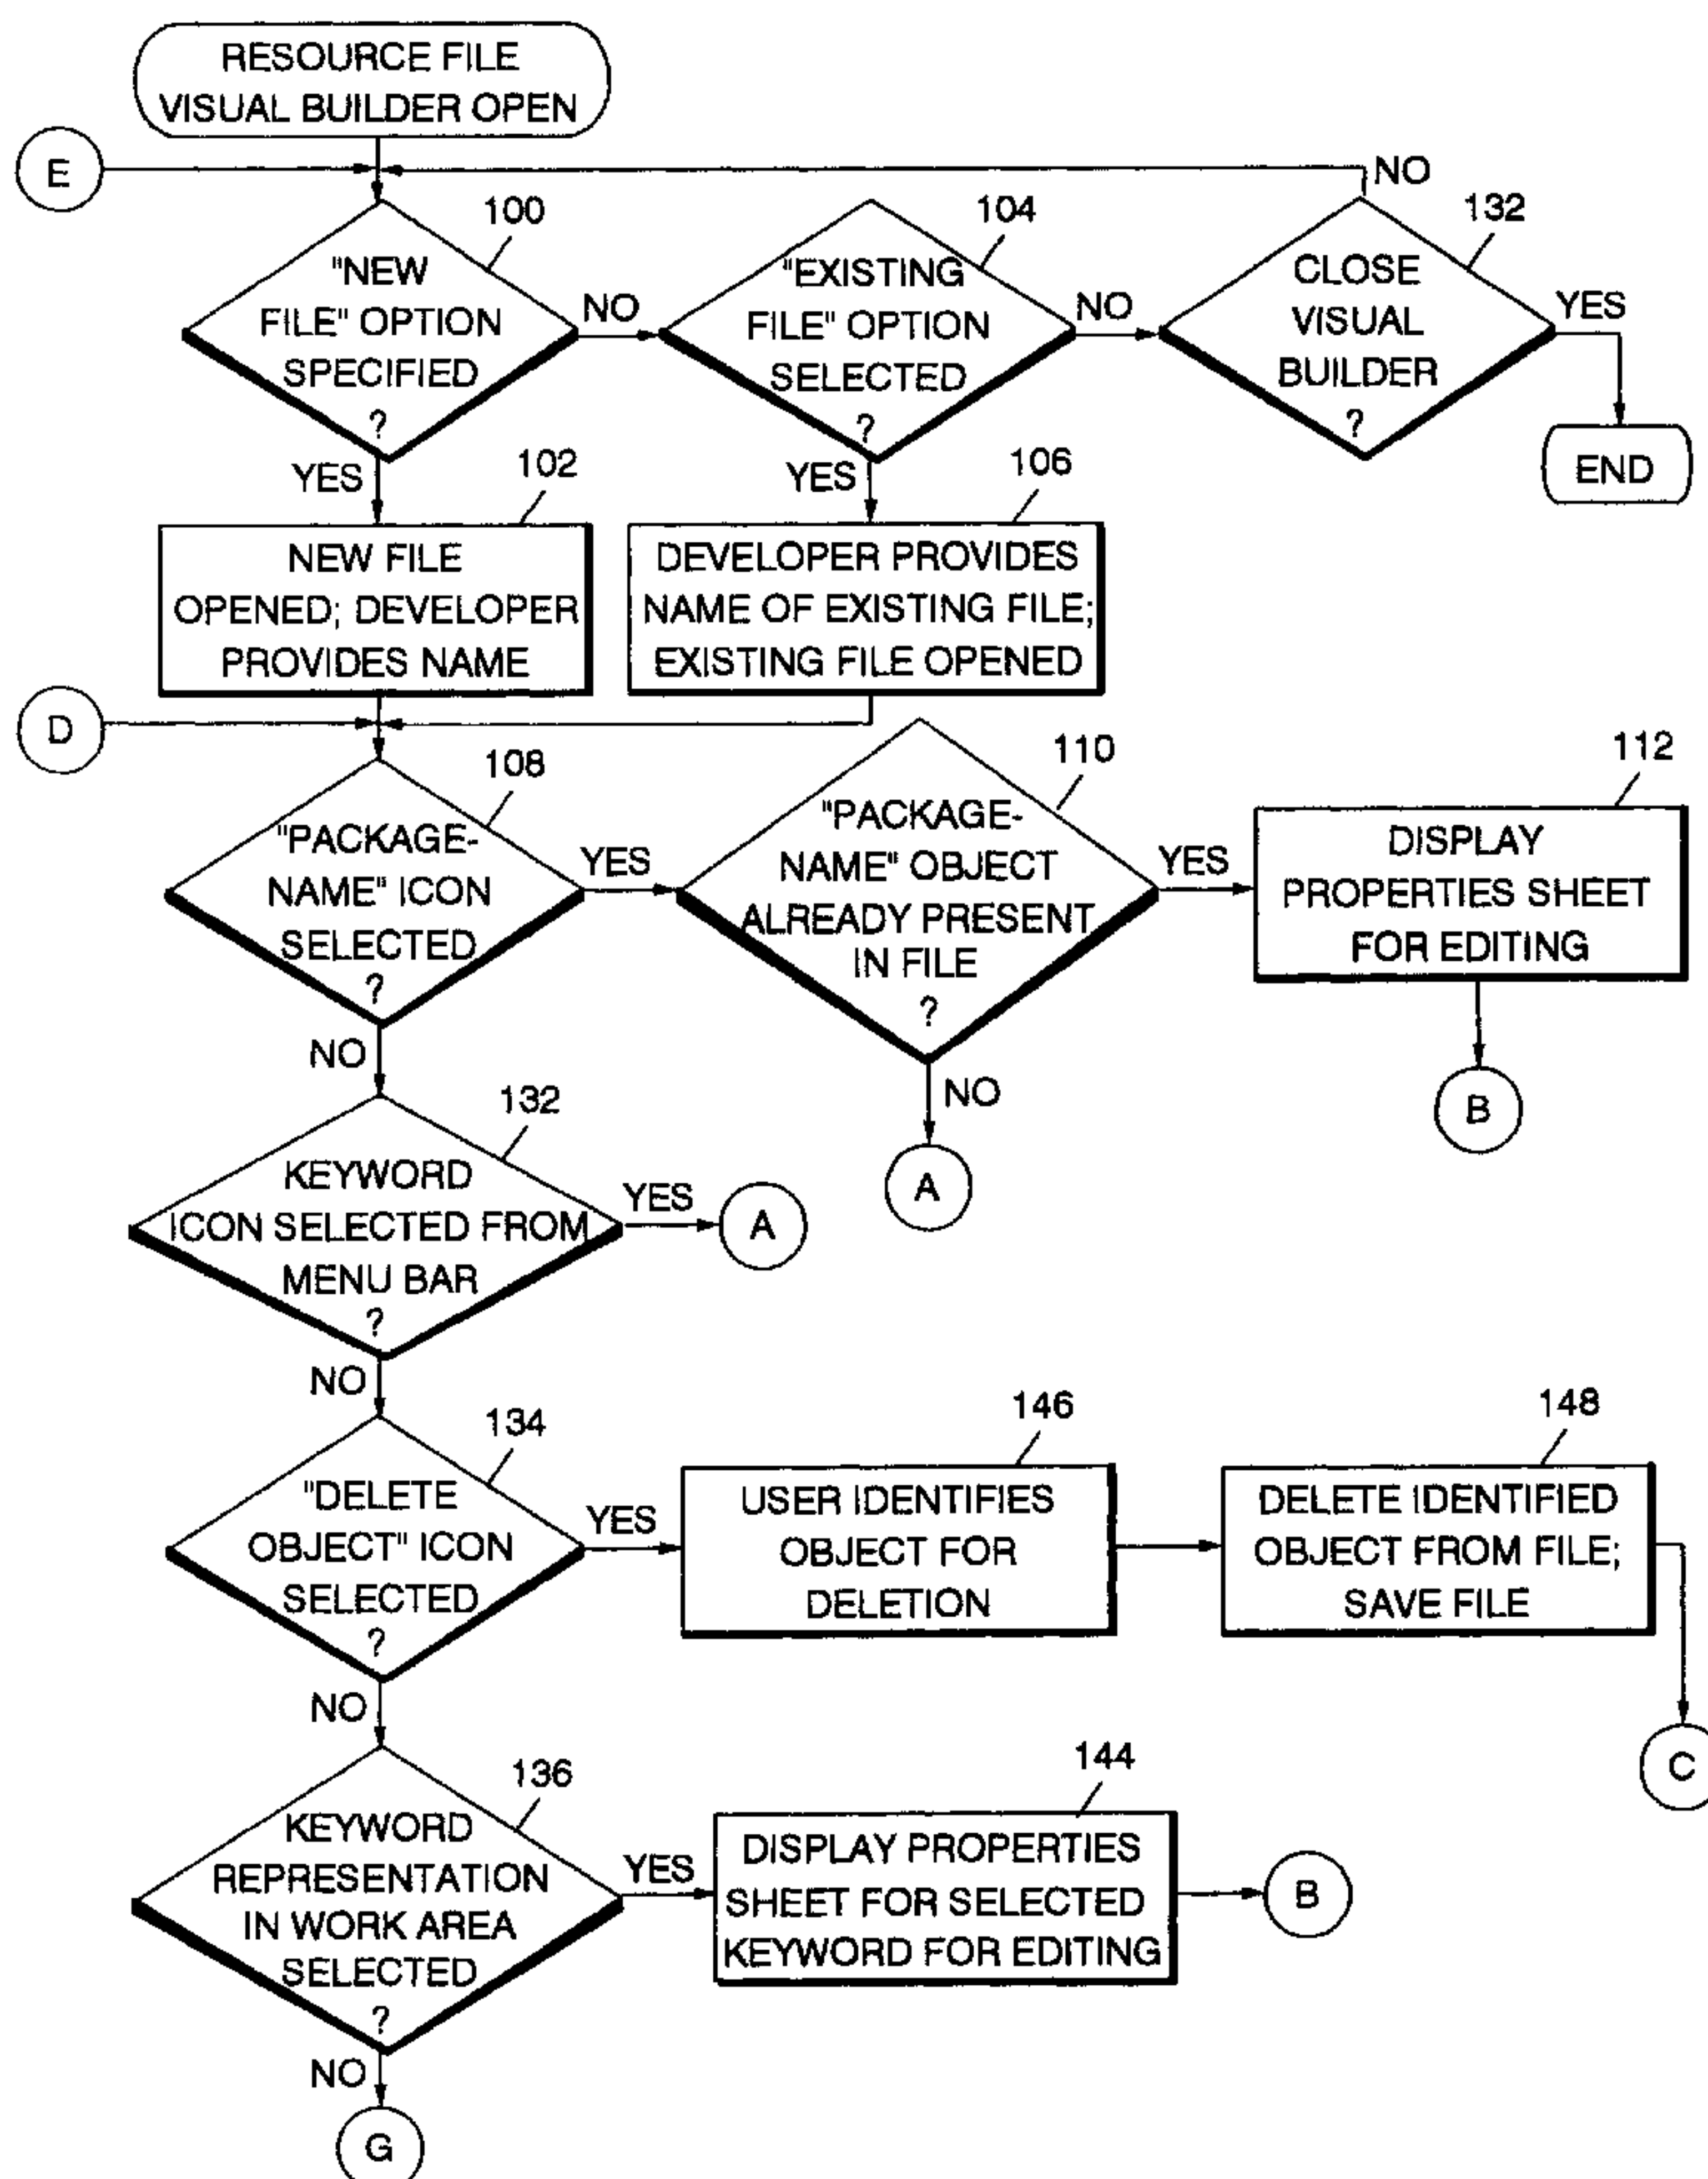 RESOURCE FILE
VISUAL BUILDER OPEN
E
NO
100
"NEW
FILE" OPTION
SPECIFIED
?
NO
104
"EXISTING
FILE" OPTION
SELECTED
?
NO
132
CLOSE
VISUAL
BUILDER
?
YES
END
YES
102
NEW FILE
OPENED; DEVELOPER
PROVIDES NAME
YES
106
DEVELOPER PROVIDES
NAME OF EXISTING FILE;
EXISTING FILE OPENED
D
108
"PACKAGE-
NAME" ICON
SELECTED
?
YES
110
"PACKAGE-
NAME" OBJECT
ALREADY PRESENT
IN FILE
?
YES
112
DISPLAY
PROPERTIES SHEET
FOR EDITING
B
NO
A
NO
132
KEYWORD
ICON SELECTED FROM
MENU BAR
?
YES
A
NO
134
"DELETE
OBJECT" ICON
SELECTED
?
YES
146
USER IDENTIFIES
OBJECT FOR
DELETION
148
DELETE IDENTIFIED
OBJECT FROM FILE;
SAVE FILE
C
NO
136
KEYWORD
REPRESENTATION
IN WORK AREA
SELECTED
?
YES
144
DISPLAY PROPERTIES
SHEET FOR SELECTED
KEYWORD FOR EDITING
B
NO
G